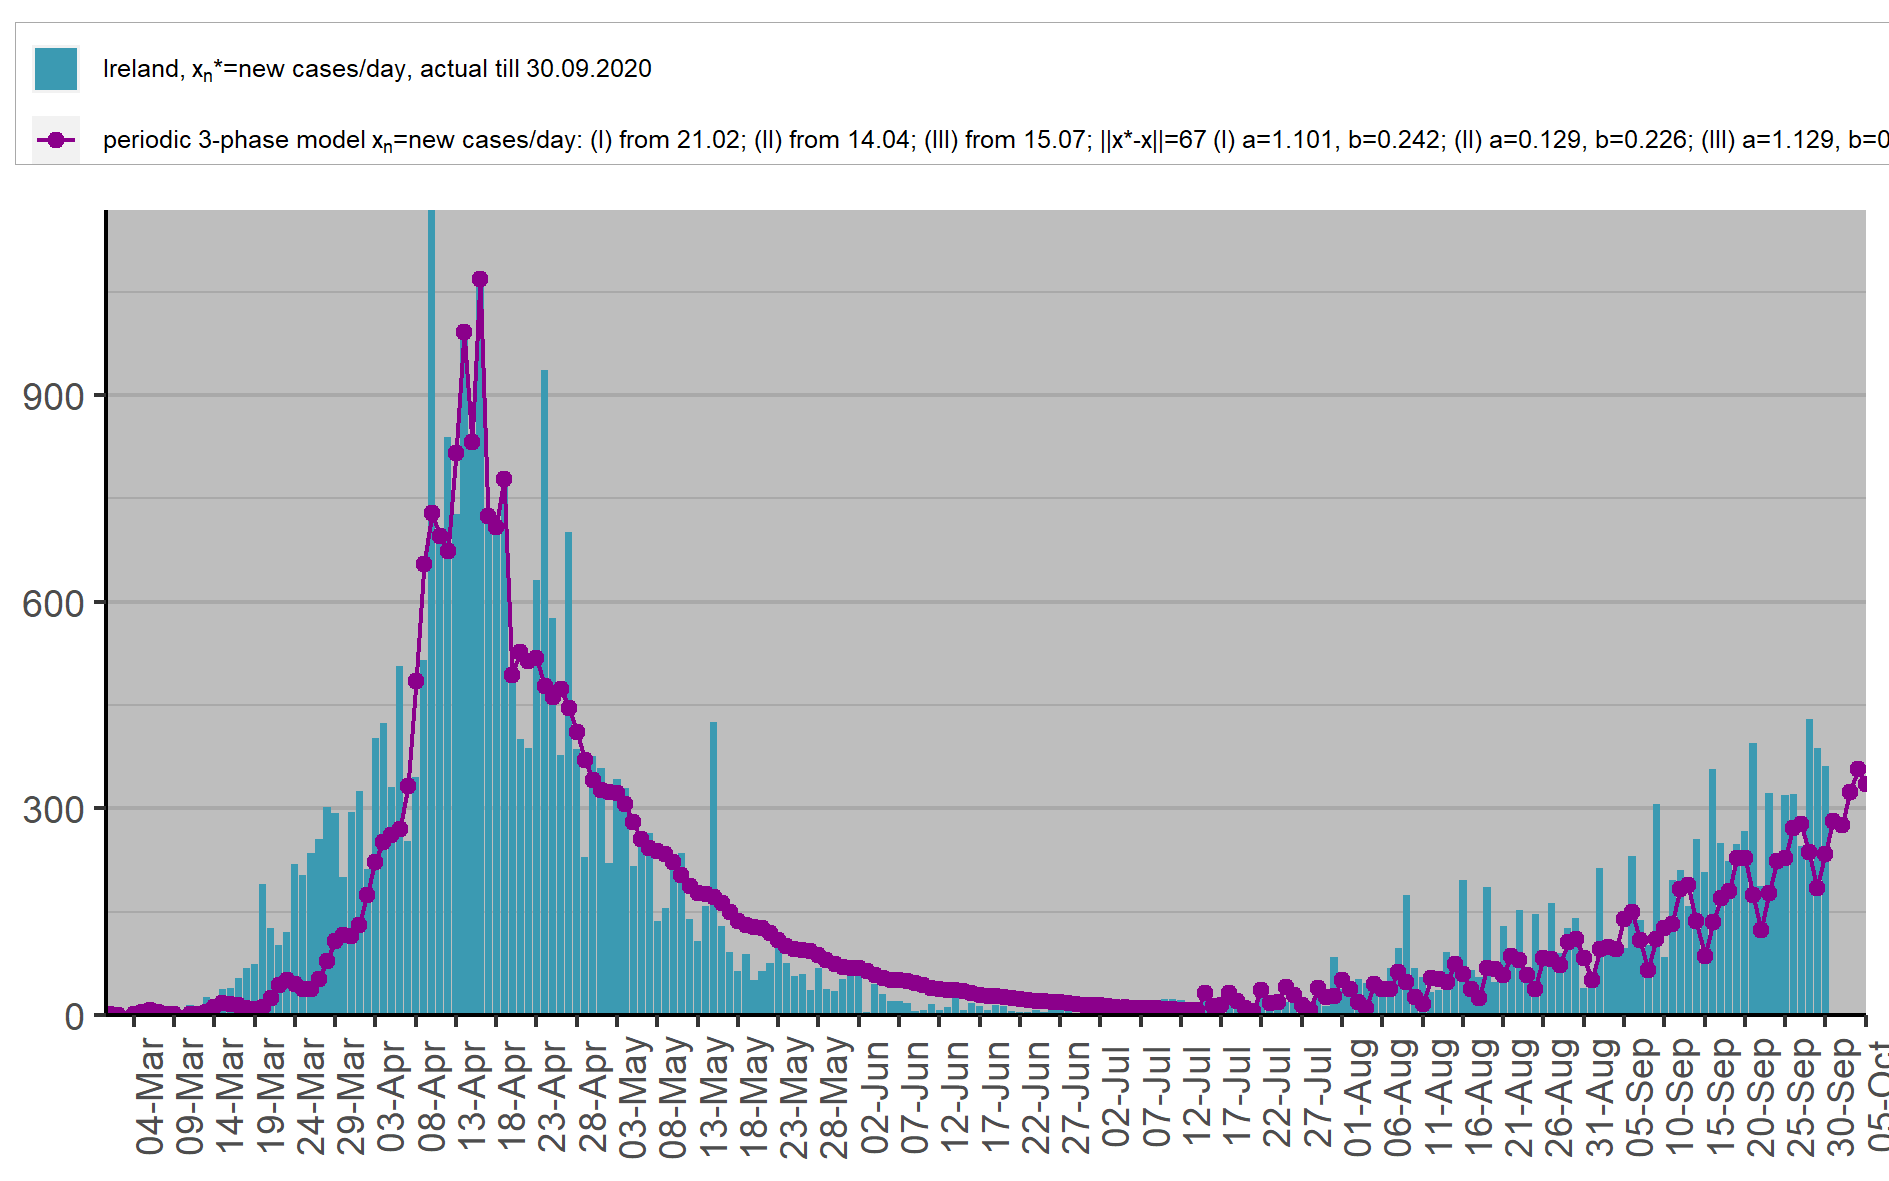 Ireland, xn*=new cases/day, actual till 30.09.2020
periodic 3-phase model xn=new cases/day: (I) from 21.02; (II) from 14.04; (III) from 15.07; ||x*-x||=67 (I) a=1.101, b=0.242; (II) a=0.129, b=0.226; (III) a=1.129, b=0
900
600
300
0
04-Mar
09-Mar
14-Mar
19-Mar
24-Mar
29-Mar
03-Apr
08-Apr
13-Apr
18-Apr
23-Apr
28-Apr
03-May
08-May
13-May
18-May
23-May
28-May
02-Jun
07-Jun
12-Jun
17-Jun
22-Jun
27-Jun
02-Jul
07-Jul
12-Jul
17-Jul
22-Jul
27-Jul
01-Aug
06-Aug
11-Aug
16-Aug
21-Aug
26-Aug
31-Aug
05-Sep
10-Sep
15-Sep
20-Sep
25-Sep
30-Sep
05-Oct